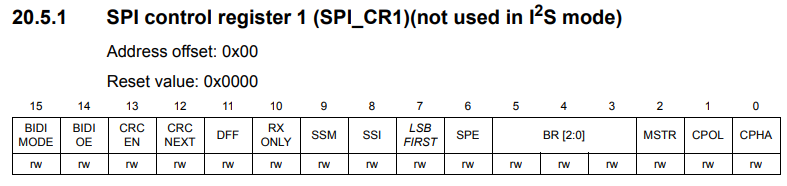 20.5.1 SPI control register 1 (SPI_CR1)(not used in I²S mode)
Address offset: 0x00
Reset value: 0x0000
15 14 13 12 11 10 9 8 7 6 5 4 3 2 1 0
BIDI MODE BIDI OE CRC EN CRC NEXT DFF RX ONLY SSM SSI LSB FIRST SPE BR [2:0] MSTR CPOL CPHA
rw rw rw rw rw rw rw rw rw rw rw rw rw rw rw rw